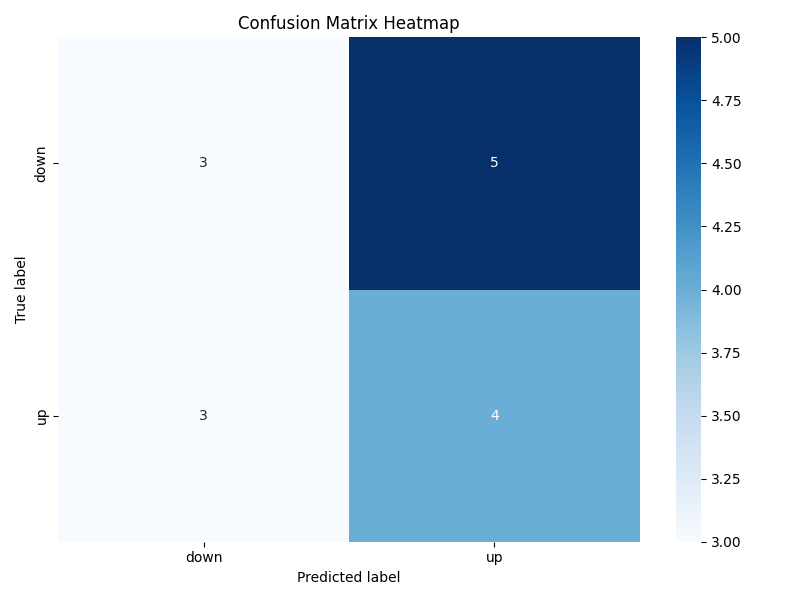 Confusion Matrix Heatmap
True label
down
up
3
5
3
4
down
up
Predicted label
5.00
4.75
4.50
4.25
4.00
3.75
3.50
3.25
3.00